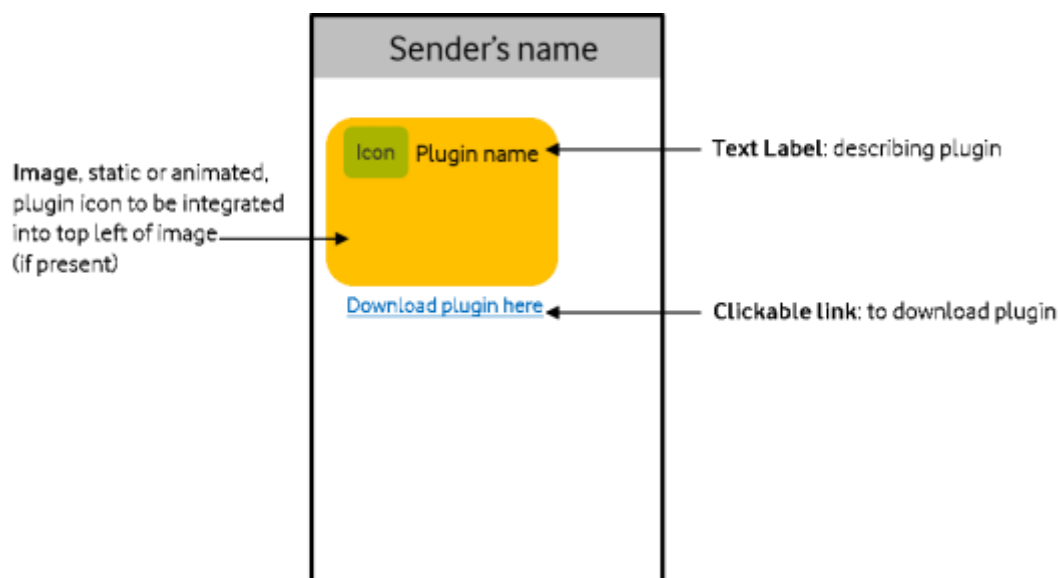 Sender’s name
Icon
Plugin name
Text Label: describing plugin
Image, static or animated,
plugin icon to be integrated
into top left of image
(if present)
Download plugin here
Clickable link: to download plugin